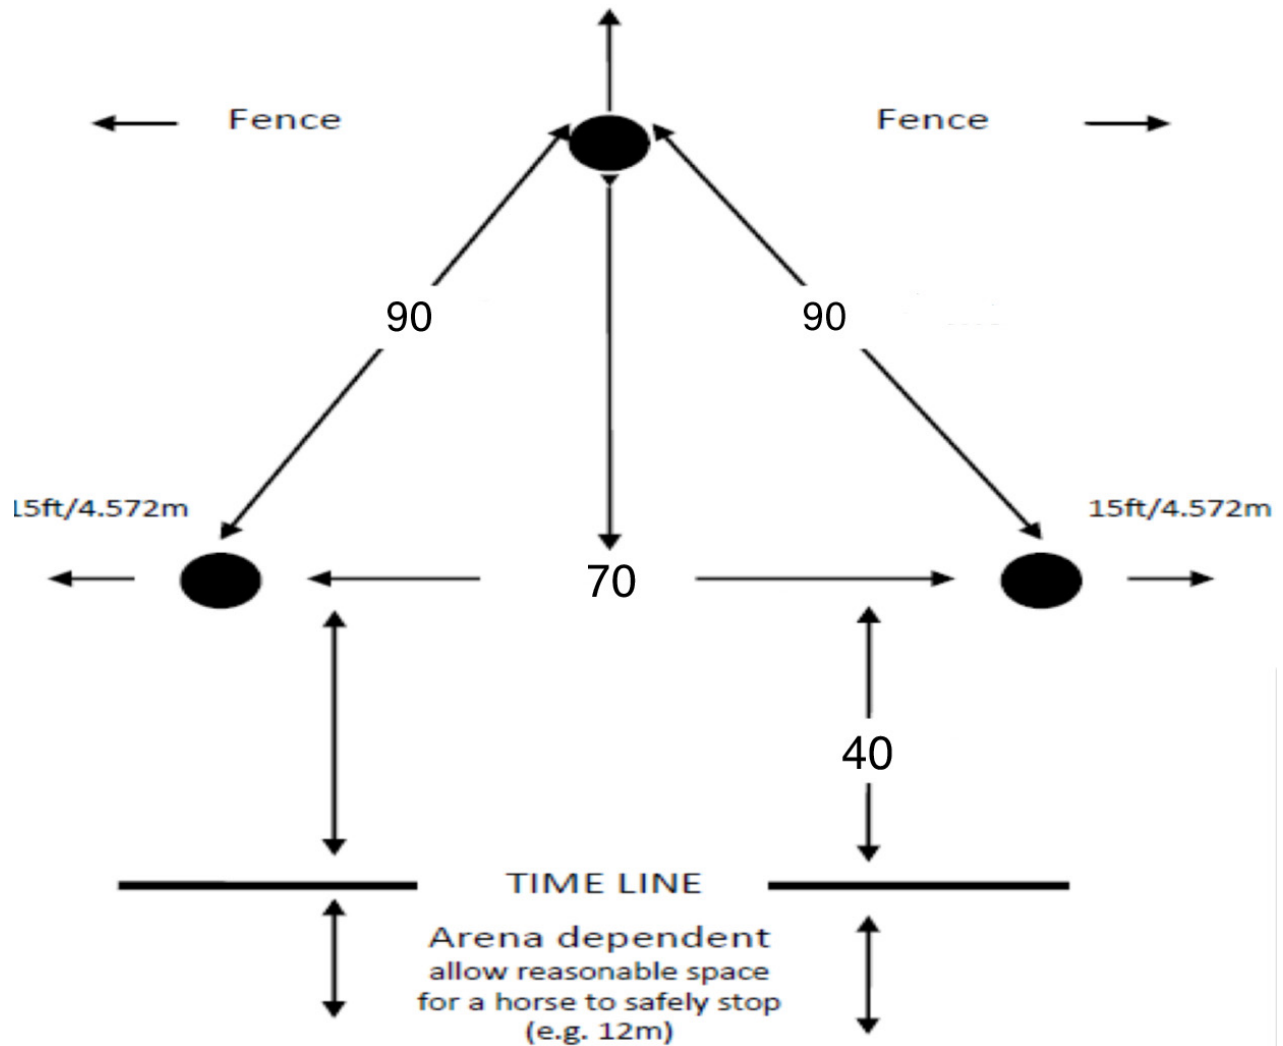 Fence
Fence
90
90
15ft/4.572m
15ft/4.572m
70
40
TIME LINE
Arena dependent
allow reasonable space
for a horse to safely stop
(e.g. 12m)